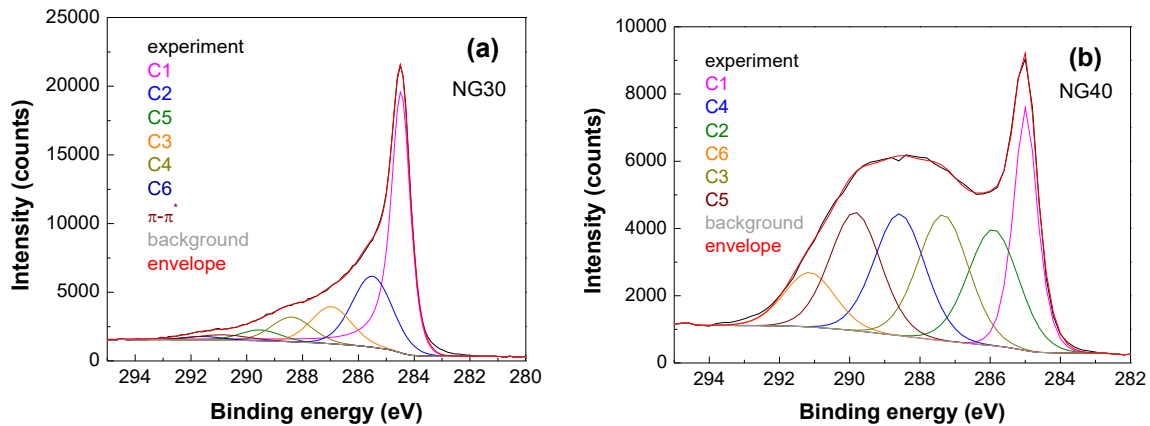 25000
20000
15000
10000
5000
0
Intensity (counts)
experiment
C1
C2
C5
C3
C4
C6
π-π*
background
envelope
(a)
NG30
294 292 290 288 286 284 282 280
Binding energy (eV)
10000
8000
6000
4000
2000
0
Intensity (counts)
experiment
C1
C4
C2
C6
C3
C5
background
envelope
(b)
NG40
294 292 290 288 286 284 282
Binding energy (eV)